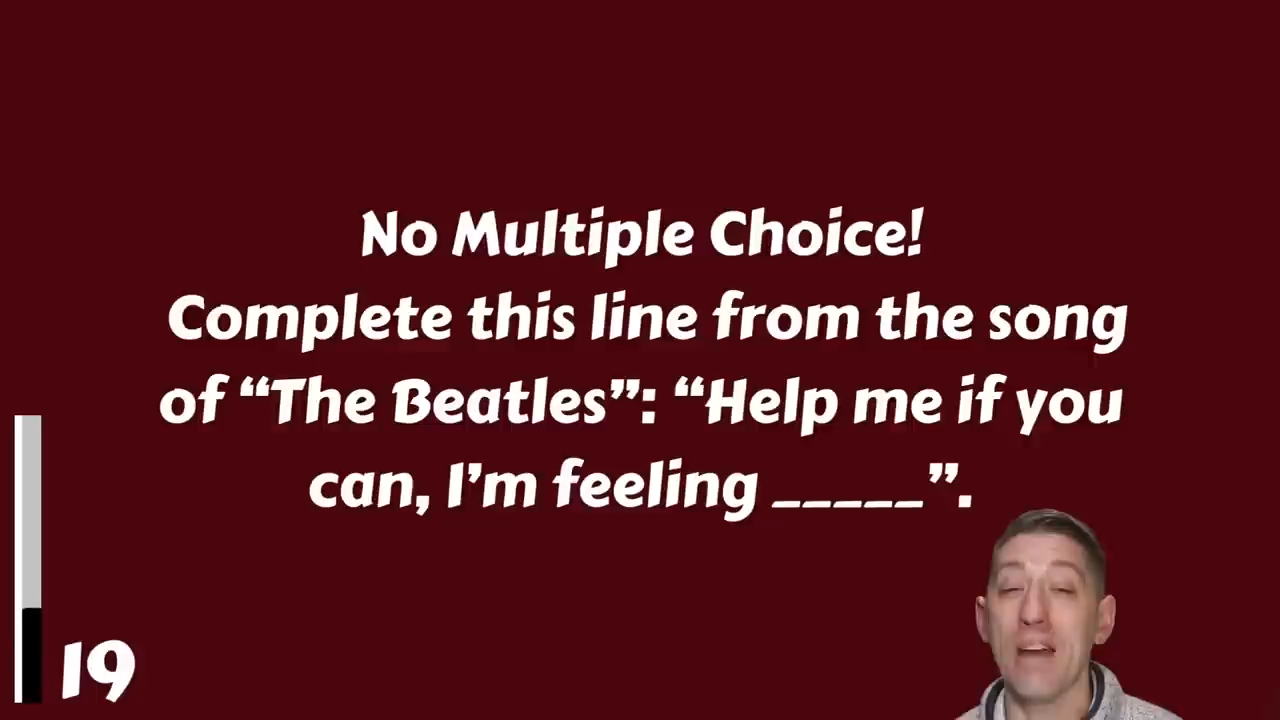 No Multiple Choice!
Complete this line from the song
of “The Beatles”: “Help me if you
can, I’m feeling _____”.
19